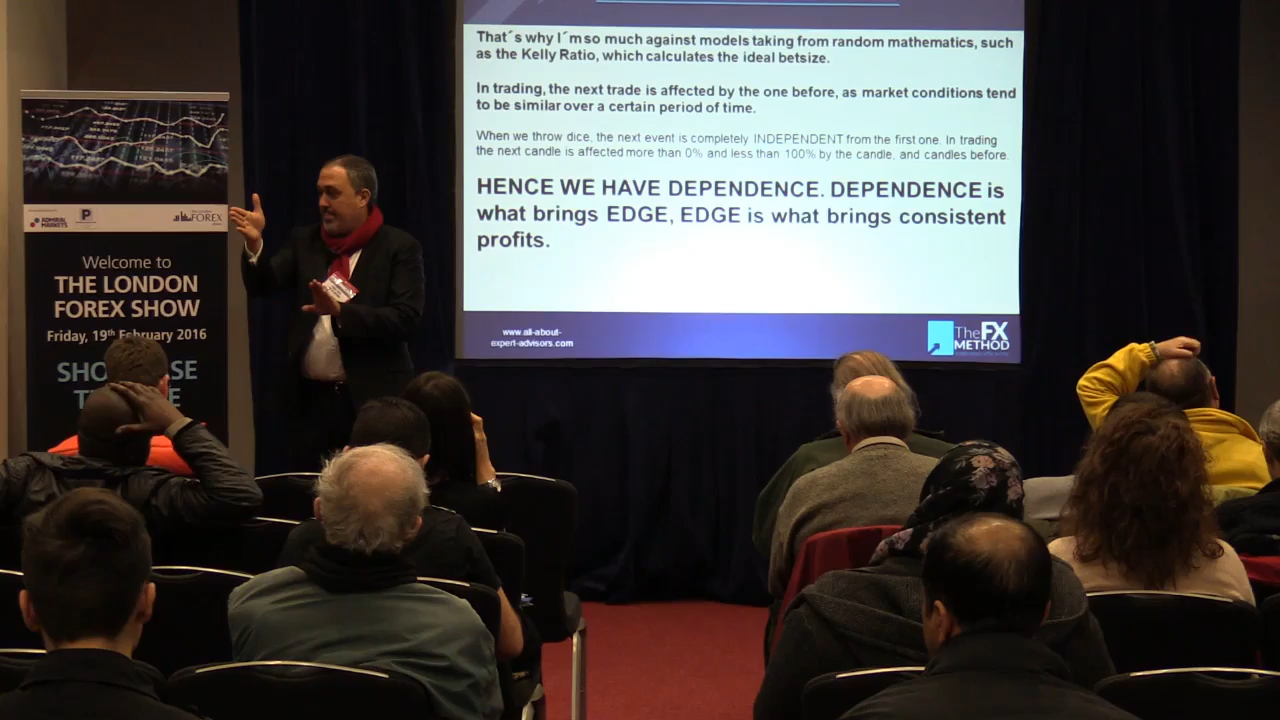 Welcome to
THE LONDON
FOREX SHOW
Friday, 19th February 2016
ADMIRAL
MARKETS
P
FOREX
That´s why I´m so much against models taking from random mathematics, such
as the Kelly Ratio, which calculates the ideal betsize.
In trading, the next trade is affected by the one before, as market conditions tend
to be similar over a certain period of time.
When we throw dice, the next event is completely INDEPENDENT from the first one. In trading
the next candle is affected more than 0% and less than 100% by the candle, and candles before.
HENCE WE HAVE DEPENDENCE. DEPENDENCE is
what brings EDGE, EDGE is what brings consistent
profits.
www.all-about-
expert-advisors.com
TheFX
METHOD